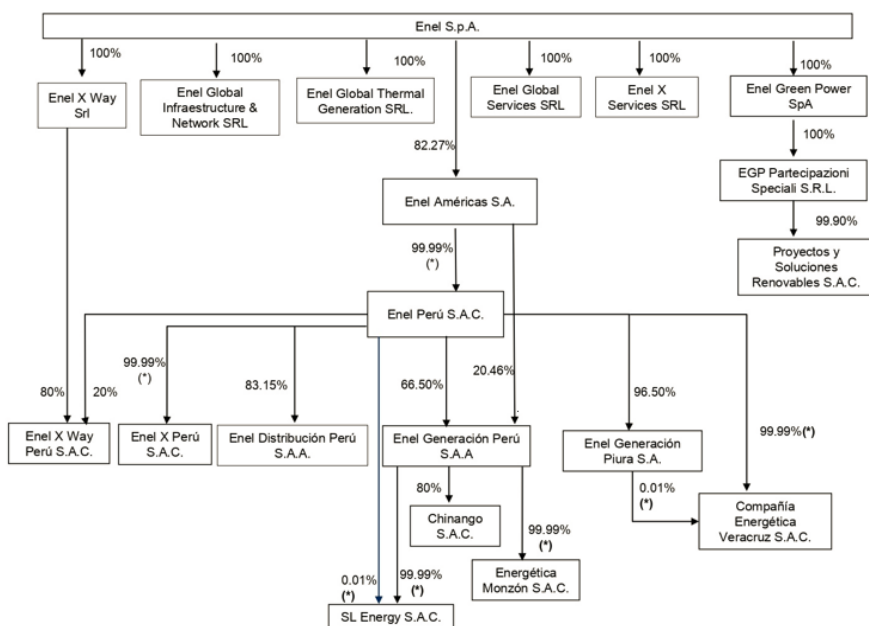 Enel S.p.A.
100%
100%
100%
100%
100%
100%
Enel X Way
Srl
Enel Global
Infraestructure &
Network SRL
Enel Global Thermal
Generation SRL.
Enel Global
Services SRL
Enel X
Services SRL
Enel Green Power
SpA
82.27%
100%
EGP Partecipazioni
Speciali S.R.L.
Enel Américas S.A.
99.90%
99.99%
(*)
Proyectos y
Soluciones
Renovables S.A.C.
Enel Perú S.A.C.
80%
20%
99.99%
(*)
83.15%
66.50%
20.46%
96.50%
99.99%(*)
Enel X Way
Perú S.A.C.
Enel X Perú
S.A.C.
Enel Distribución Perú
S.A.A.
Enel Generación Perú
S.A.A
Enel Generación
Piura S.A.
80%
0.01%
(*)
Chinango
S.A.C.
Compañía
Energética
Veracruz S.A.C.
99.99%
(*)
Energética
Monzón S.A.C.
0.01%
(*)
99.99%
(*)
SL Energy S.A.C.